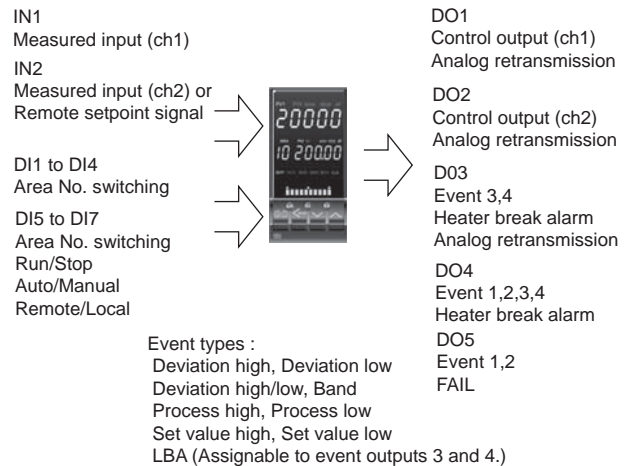 IN1
Measured input (ch1)
IN2
Measured input (ch2) or
Remote setpoint signal
DI1 to DI4
Area No. switching
DI5 to DI7
Area No. switching
Run/Stop
Auto/Manual
Remote/Local
20000
10 200.00
DO1
Control output (ch1)
Analog retransmission
DO2
Control output (ch2)
Analog retransmission
D03
Event 3,4
Heater break alarm
Analog retransmission
DO4
Event 1,2,3,4
Heater break alarm
DO5
Event 1,2
FAIL
Event types :
Deviation high, Deviation low
Deviation high/low, Band
Process high, Process low
Set value high, Set value low
LBA (Assignable to event outputs 3 and 4.)